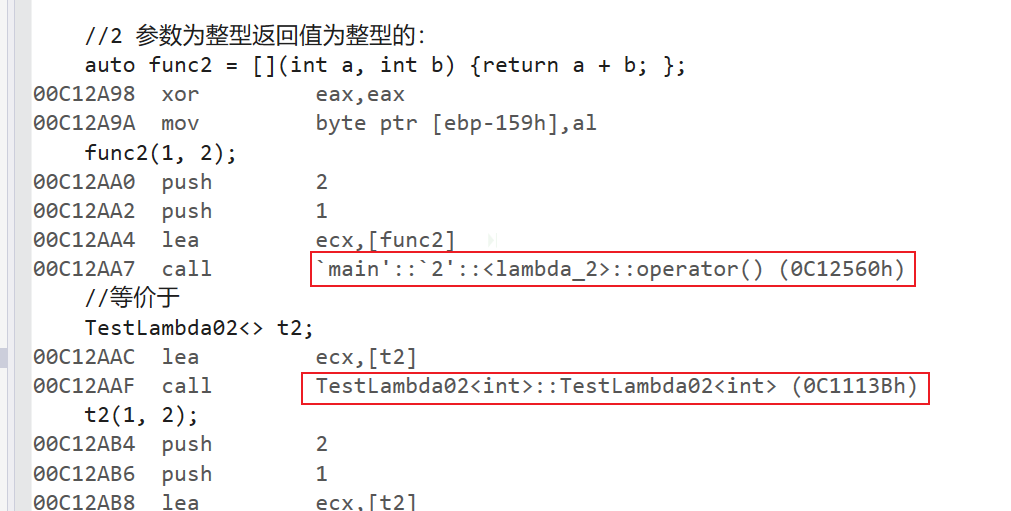 //2 参数为整型返回值为整型的:
auto func2 = [](int a, int b) {return a + b; };
00C12A98  xor         eax,eax
00C12A9A  mov         byte ptr [ebp-159h],al
func2(1, 2);
00C12AA0  push        2
00C12AA2  push        1
00C12AA4  lea         ecx,[func2]
00C12AA7  call        `main'::`2'::<lambda_2>::operator() (0C12560h)
//等价于
TestLambda02<> t2;
00C12AAC  lea         ecx,[t2]
00C12AAF  call        TestLambda02<int>::TestLambda02<int> (0C1113Bh)
t2(1, 2);
00C12AB4  push        2
00C12AB6  push        1
00C12AB8  lea         ecx,[t2]